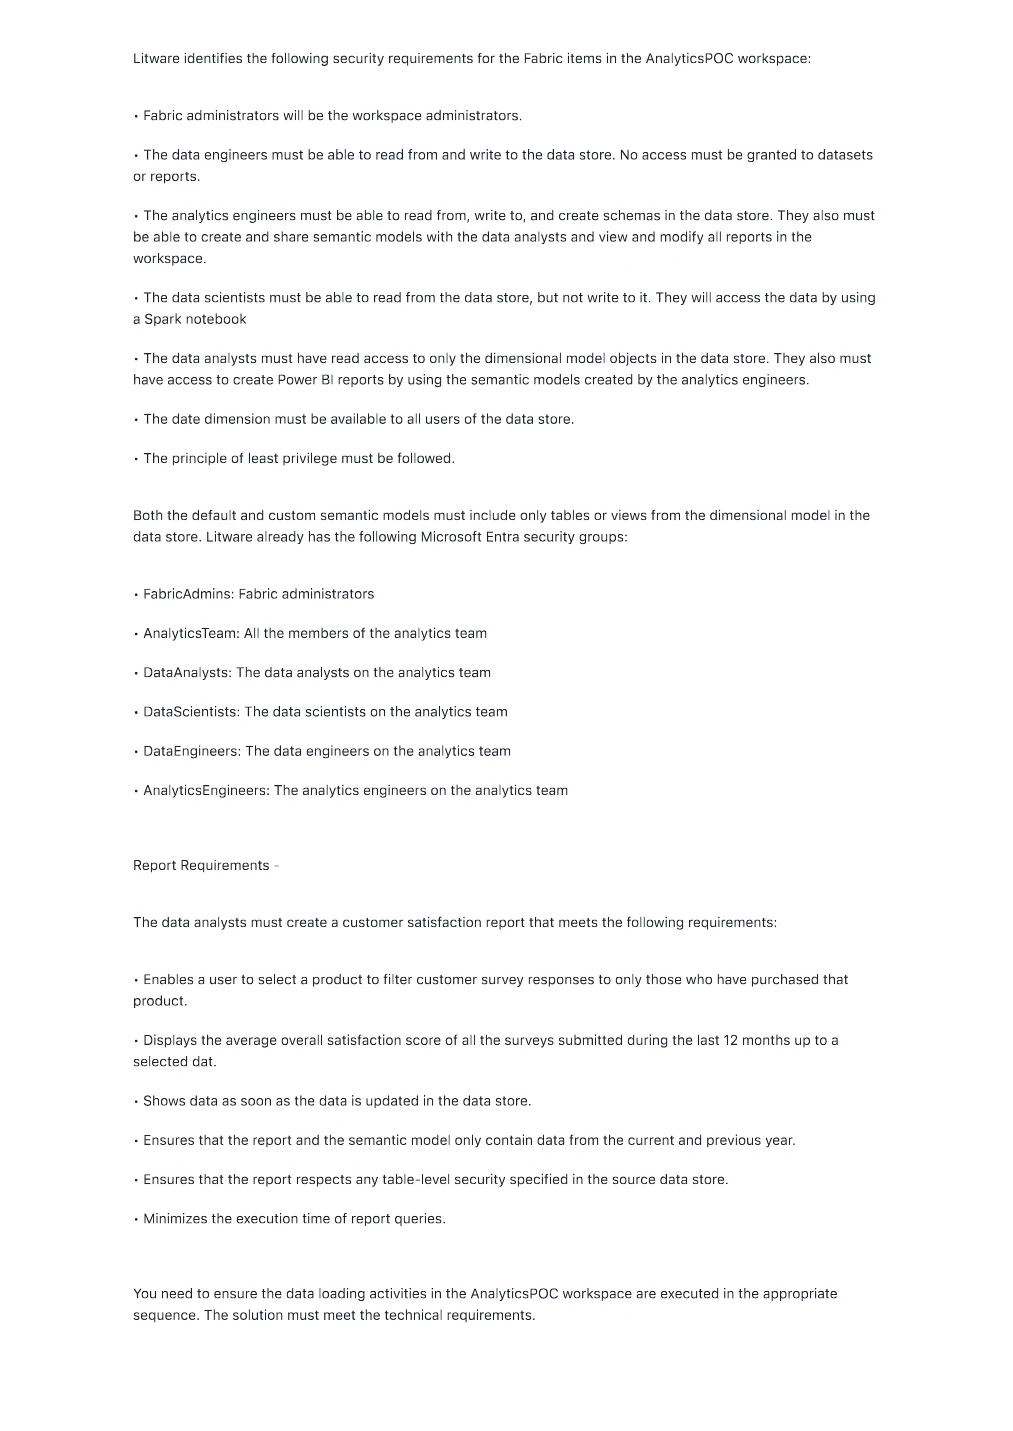 Litware identifies the following security requirements for the Fabric items in the AnalyticsPOC workspace:
• Fabric administrators will be the workspace administrators.
• The data engineers must be able to read from and write to the data store. No access must be granted to datasets
or reports.
• The analytics engineers must be able to read from, write to, and create schemas in the data store. They also must
be able to create and share semantic models with the data analysts and view and modify all reports in the
workspace.
• The data scientists must be able to read from the data store, but not write to it. They will access the data by using
a Spark notebook
• The data analysts must have read access to only the dimensional model objects in the data store. They also must
have access to create Power BI reports by using the semantic models created by the analytics engineers.
• The date dimension must be available to all users of the data store.
• The principle of least privilege must be followed.
Both the default and custom semantic models must include only tables or views from the dimensional model in the
data store. Litware already has the following Microsoft Entra security groups:
• FabricAdmins: Fabric administrators
• AnalyticsTeam: All the members of the analytics team
• DataAnalysts: The data analysts on the analytics team
• DataScientists: The data scientists on the analytics team
• DataEngineers: The data engineers on the analytics team
• AnalyticsEngineers: The analytics engineers on the analytics team
Report Requirements -
The data analysts must create a customer satisfaction report that meets the following requirements:
• Enables a user to select a product to filter customer survey responses to only those who have purchased that
product.
• Displays the average overall satisfaction score of all the surveys submitted during the last 12 months up to a
selected dat.
• Shows data as soon as the data is updated in the data store.
• Ensures that the report and the semantic model only contain data from the current and previous year.
• Ensures that the report respects any table-level security specified in the source data store.
• Minimizes the execution time of report queries.
You need to ensure the data loading activities in the AnalyticsPOC workspace are executed in the appropriate
sequence. The solution must meet the technical requirements.